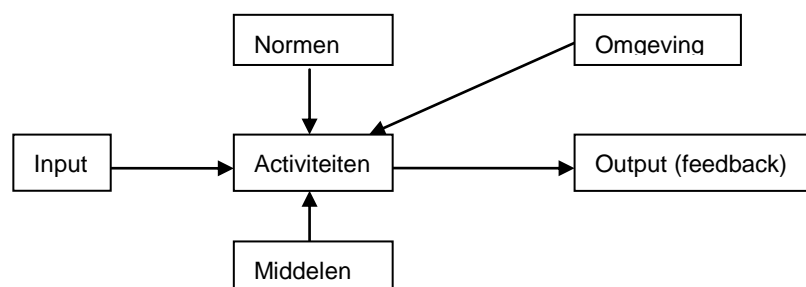 Normen
Omgeving
Input
Activiteiten
Output (feedback)
Middelen